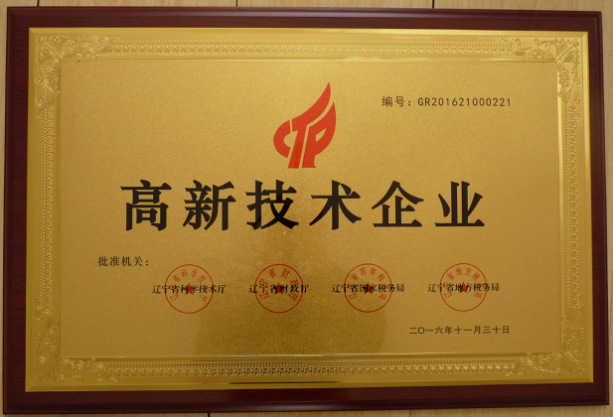 编号：GR201621000221
CTP
高新技术企业
批准机关：
辽宁省科学技术厅 辽宁省财政厅 辽宁省国家税务局 辽宁省地方税务局
二〇一六年十一月三十日